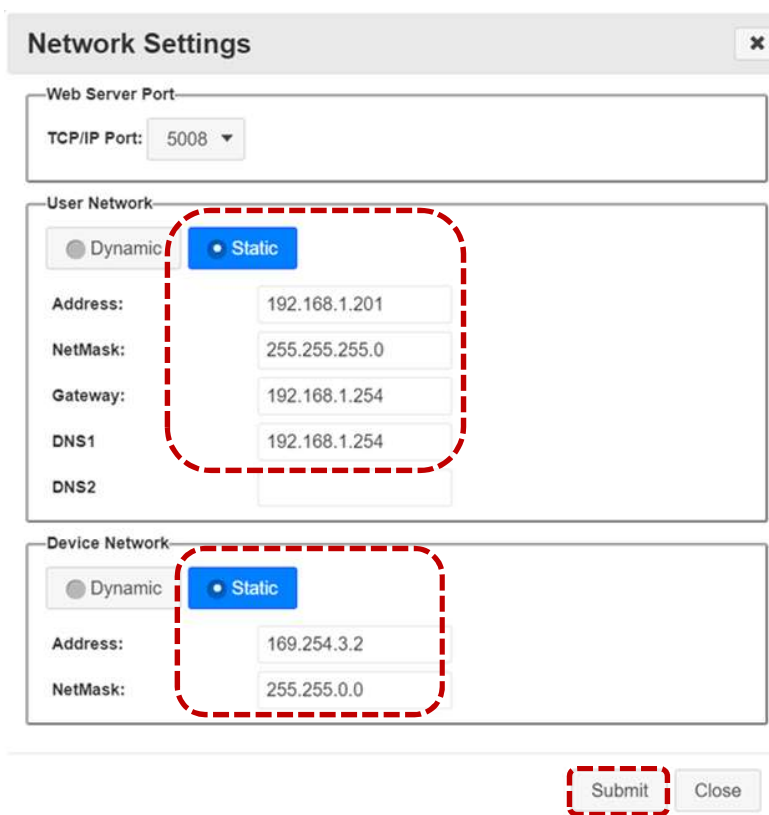 Network Settings
Web Server Port
TCP/IP Port: 5008
User Network
Dynamic Static
Address: 192.168.1.201
NetMask: 255.255.255.0
Gateway: 192.168.1.254
DNS1 192.168.1.254
DNS2
Device Network
Dynamic Static
Address: 169.254.3.2
NetMask: 255.255.0.0
Submit Close